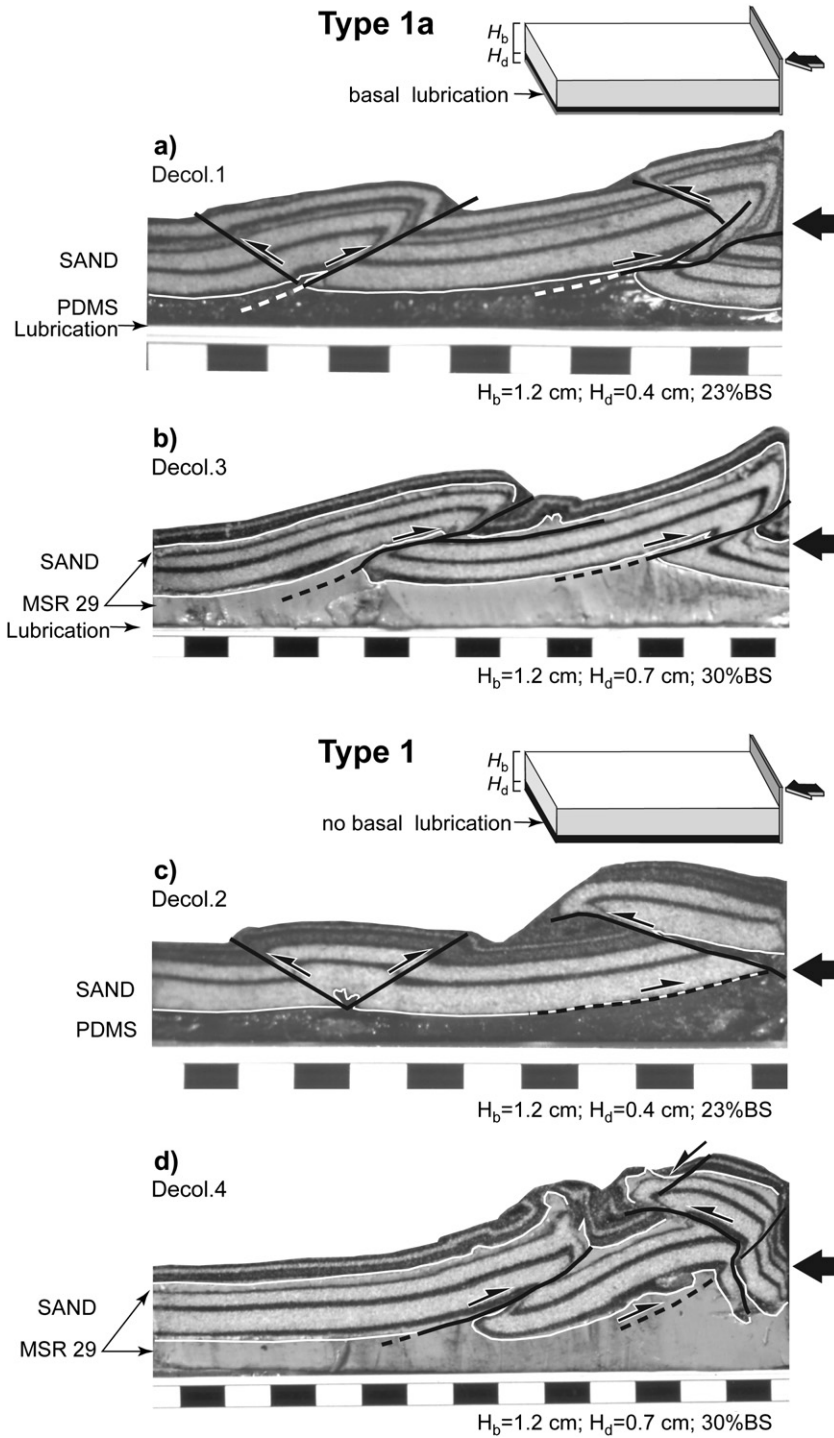 Type 1a
Hb
Hd
basal lubrication
a)
Decol.1
SAND
PDMS
Lubrication
Hb=1.2 cm; Hd=0.4 cm; 23%BS
b)
Decol.3
SAND
MSR 29
Lubrication
Hb=1.2 cm; Hd=0.7 cm; 30%BS
Type 1
Hb
Hd
no basal lubrication
c)
Decol.2
SAND
PDMS
Hb=1.2 cm; Hd=0.4 cm; 23%BS
d)
Decol.4
SAND
MSR 29
Hb=1.2 cm; Hd=0.7 cm; 30%BS